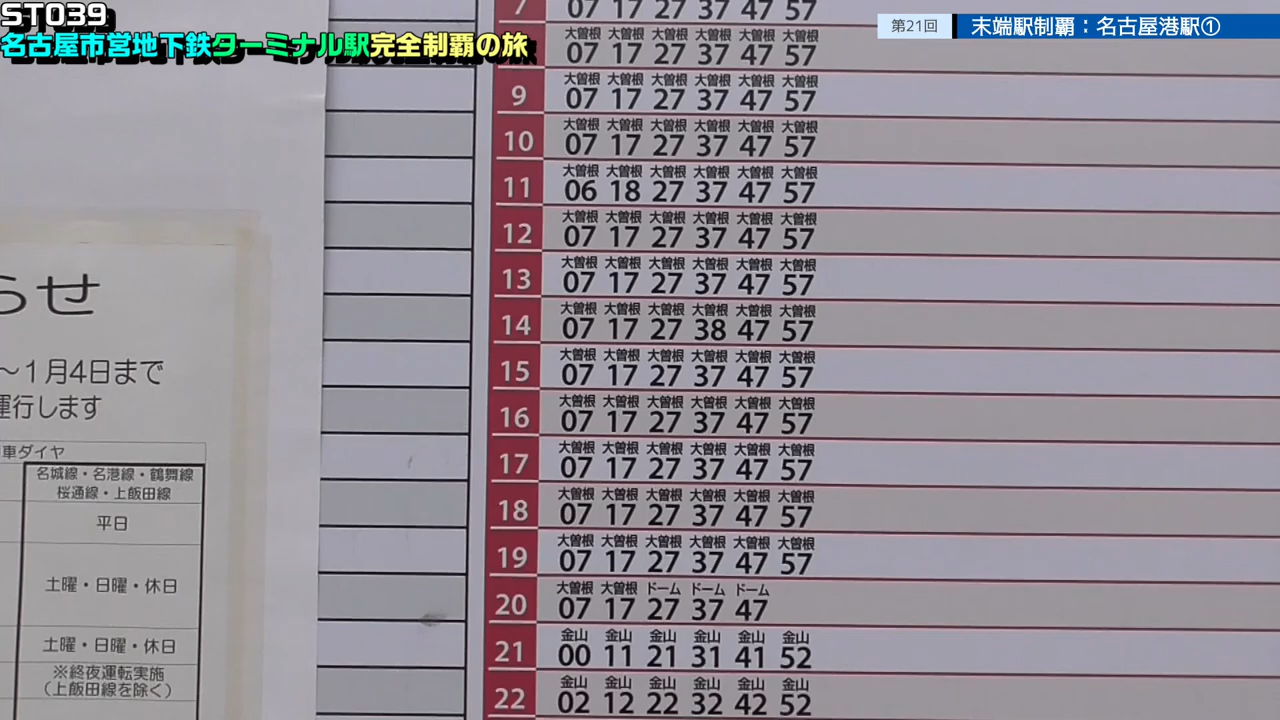 ST039
名古屋市営地下鉄ターミナル駅完全制覇の旅
第21回 末端駅制覇：名古屋港駅①
らせ
～1月4日まで
運行します
車ダイヤ
名城線・名港線・鶴舞線
桜通線・上飯田線
平日
土曜・日曜・休日
土曜・日曜・休日
※終夜運転実施
（上飯田線を除く）
7 07 17 27 37 47 57
大曽根 大曽根 大曽根 大曽根 大曽根 大曽根
07 17 27 37 47 57
大曽根 大曽根 大曽根 大曽根 大曽根 大曽根
9 07 17 27 37 47 57
大曽根 大曽根 大曽根 大曽根 大曽根 大曽根
10 07 17 27 37 47 57
大曽根 大曽根 大曽根 大曽根 大曽根 大曽根
11 06 18 27 37 47 57
大曽根 大曽根 大曽根 大曽根 大曽根 大曽根
12 07 17 27 37 47 57
大曽根 大曽根 大曽根 大曽根 大曽根 大曽根
13 07 17 27 37 47 57
大曽根 大曽根 大曽根 大曽根 大曽根 大曽根
14 07 17 27 38 47 57
大曽根 大曽根 大曽根 大曽根 大曽根 大曽根
15 07 17 27 37 47 57
大曽根 大曽根 大曽根 大曽根 大曽根 大曽根
16 07 17 27 37 47 57
大曽根 大曽根 大曽根 大曽根 大曽根 大曽根
17 07 17 27 37 47 57
大曽根 大曽根 大曽根 大曽根 大曽根 大曽根
18 07 17 27 37 47 57
大曽根 大曽根 大曽根 大曽根 大曽根 大曽根
19 07 17 27 37 47 57
大曽根 大曽根 ドーム ドーム ドーム
20 07 17 27 37 47
金山 金山 金山 金山 金山 金山
21 00 11 21 31 41 52
金山 金山 金山 金山 金山 金山
22 02 12 22 32 42 52